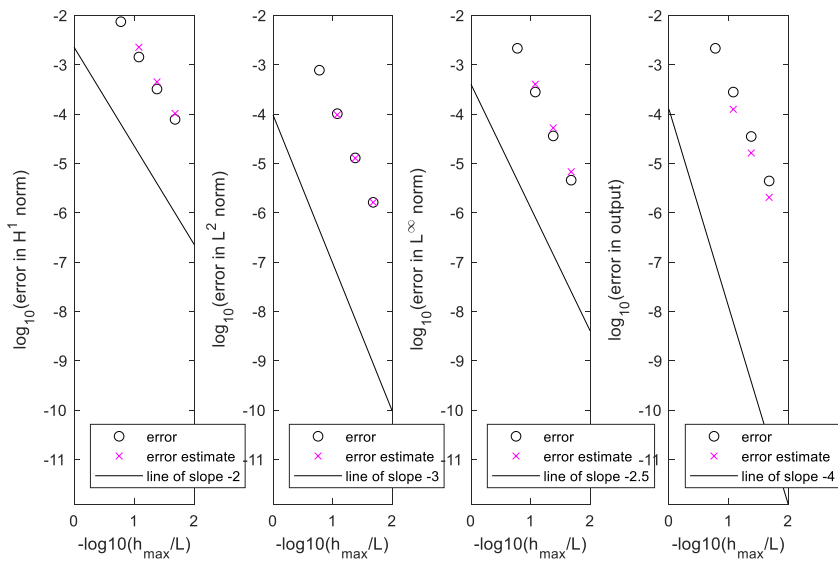 -2
-3
-4
-5
-6
-7
-8
-9
-10
-11
0
1
2
log10(error in H1 norm)
-log10(hmax/L)
error
error estimate
line of slope -2
-2
-3
-4
-5
-6
-7
-8
-9
-10
-11
0
1
2
log10(error in L2 norm)
-log10(hmax/L)
error
error estimate
line of slope -3
-2
-3
-4
-5
-6
-7
-8
-9
-10
-11
0
1
2
log10(error in L∞ norm)
-log10(hmax/L)
error
error estimate
line of slope -2.5
-2
-3
-4
-5
-6
-7
-8
-9
-10
-11
0
1
2
log10(error in output)
-log10(hmax/L)
error
error estimate
line of slope -4